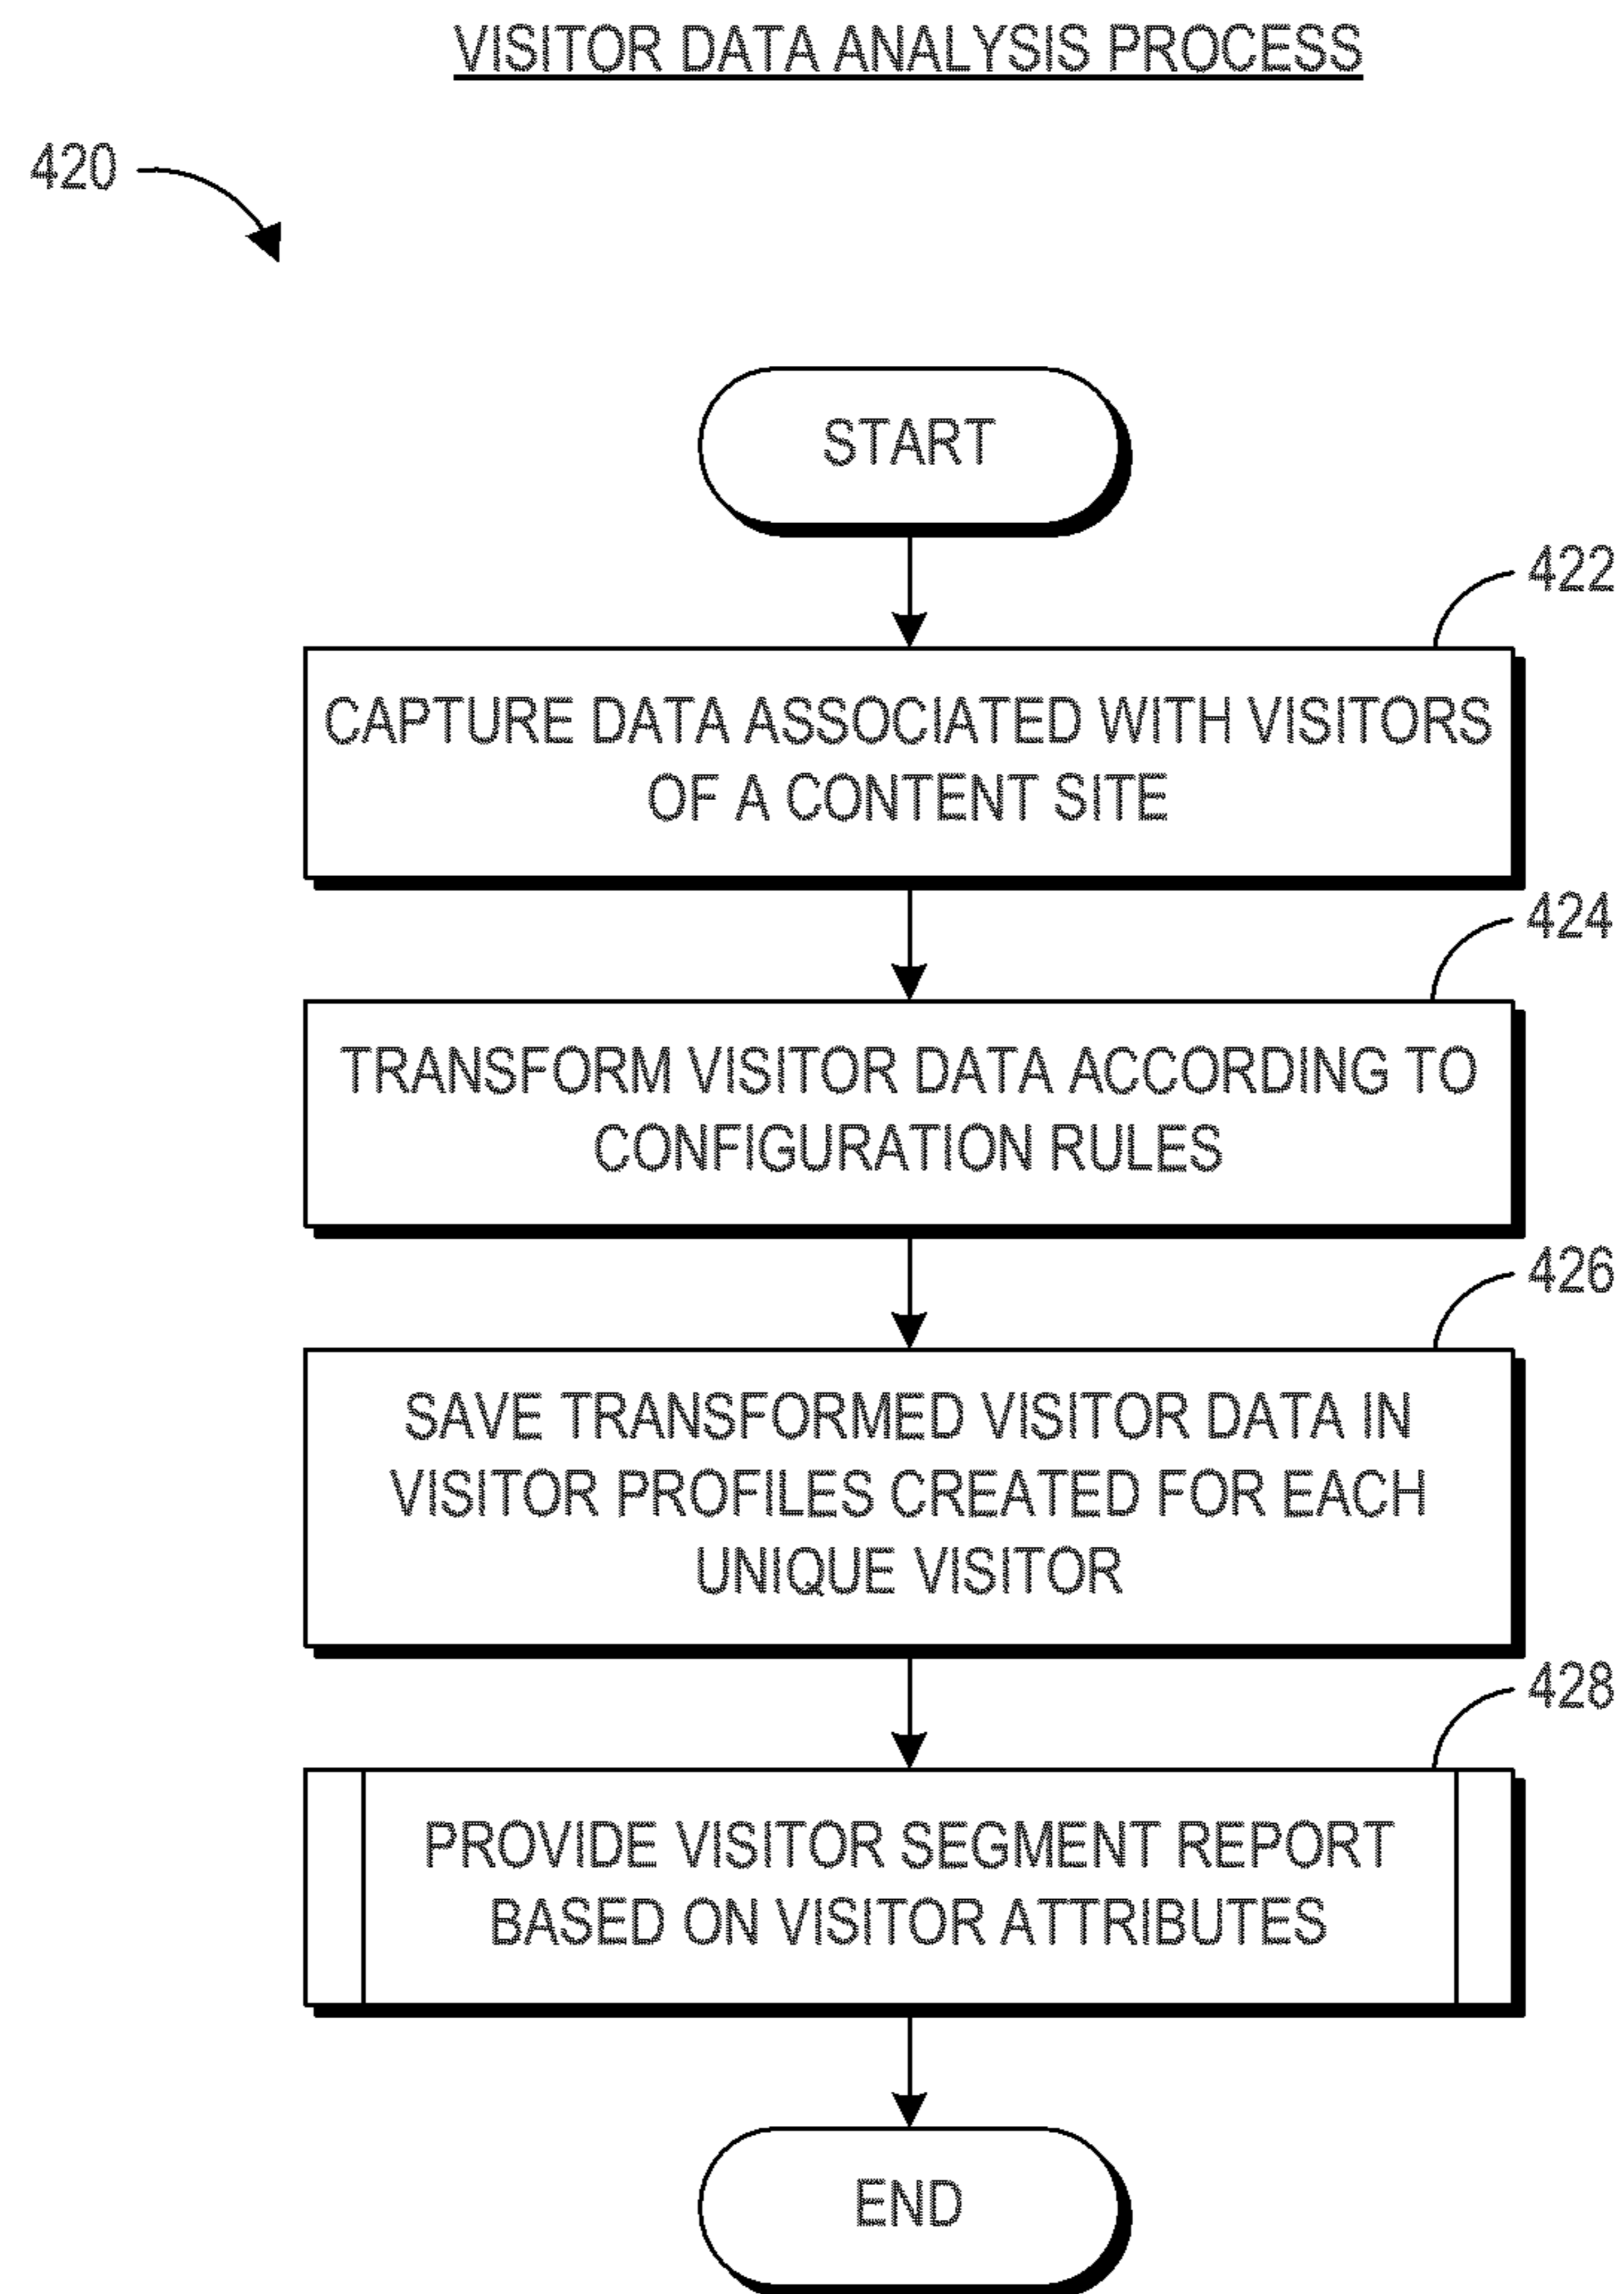 VISITOR DATA ANALYSIS PROCESS
420
START
422
CAPTURE DATA ASSOCIATED WITH VISITORS
OF A CONTENT SITE
424
TRANSFORM VISITOR DATA ACCORDING TO
CONFIGURATION RULES
426
SAVE TRANSFORMED VISITOR DATA IN
VISITOR PROFILES CREATED FOR EACH
UNIQUE VISITOR
428
PROVIDE VISITOR SEGMENT REPORT
BASED ON VISITOR ATTRIBUTES
END